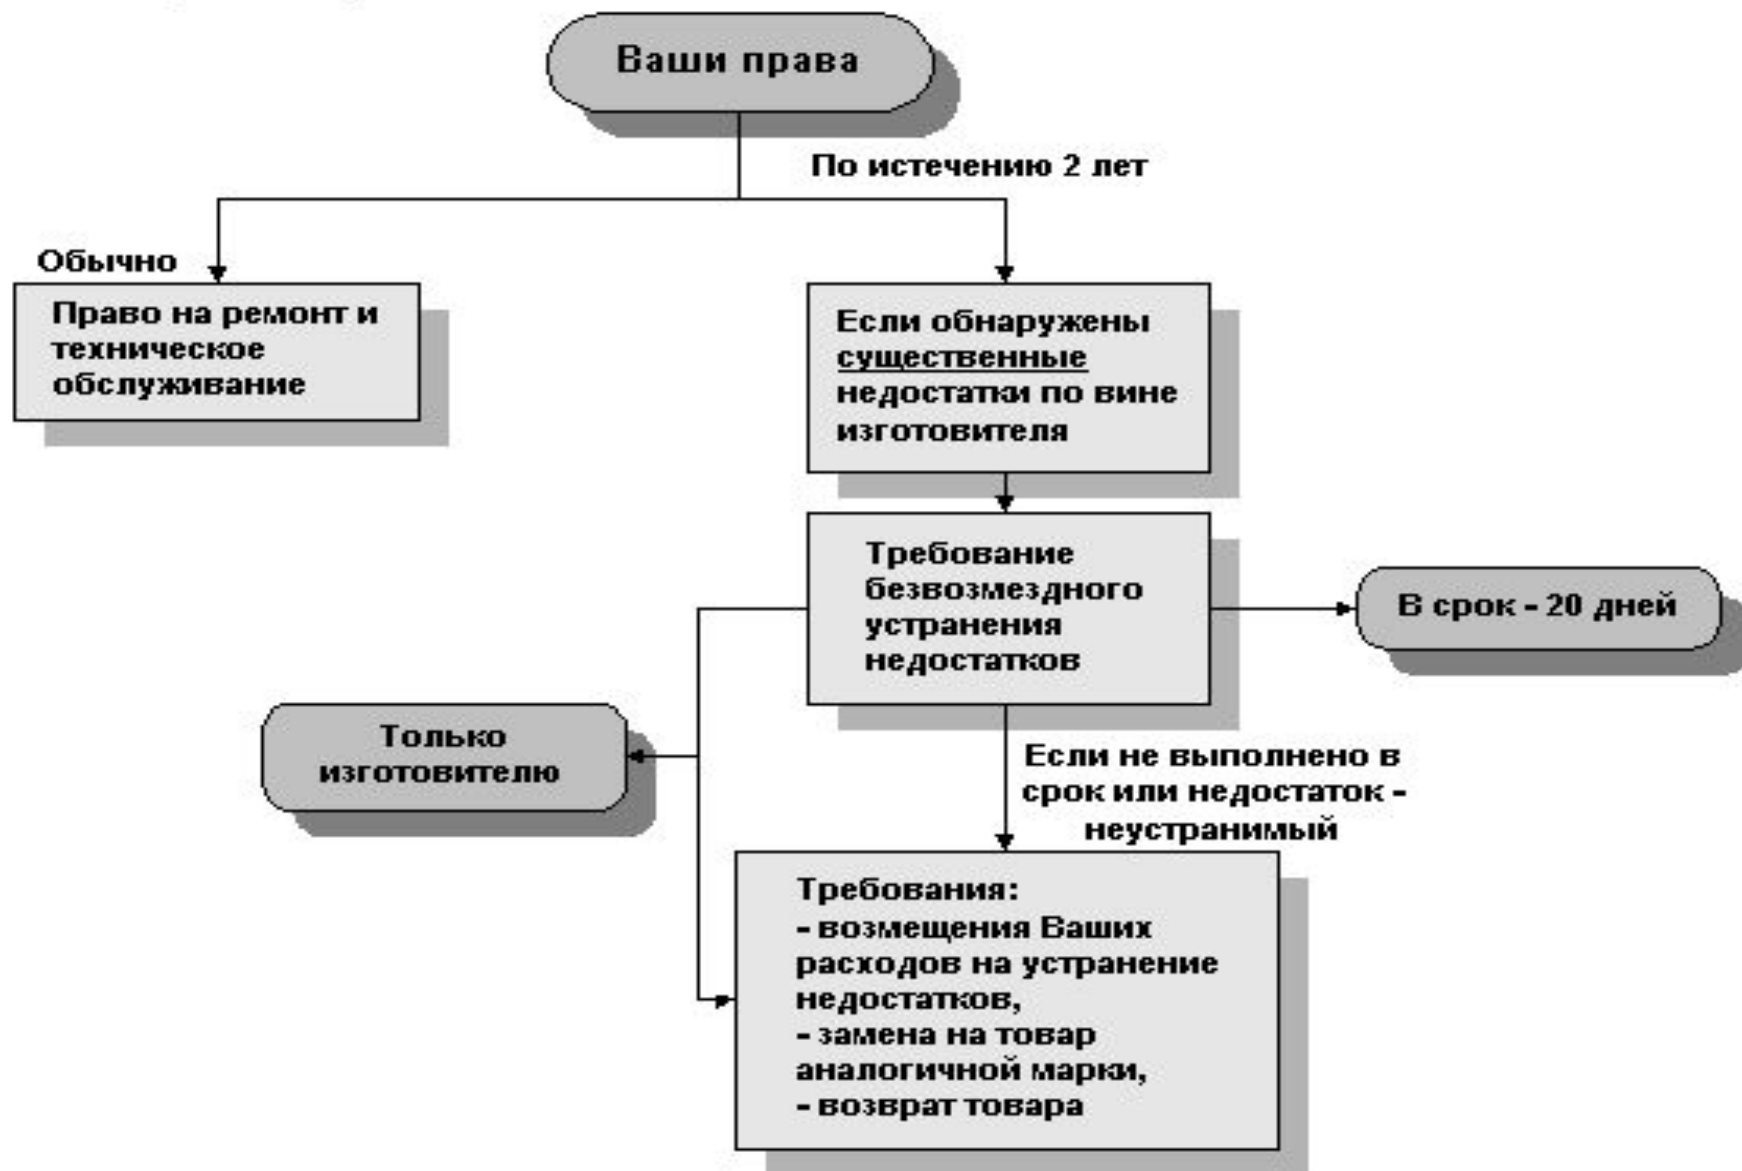 Ваши права
По истечению 2 лет
Обычно
Право на ремонт и
техническое
обслуживание
Если обнаружены
существенные
недостатки по вине
изготовителя
Требование
безвозмездного
устранения
недостатков
В срок - 20 дней
Только
изготовителю
Если не выполнено в
срок или недостаток -
неустранимый
Требования:
- возмещения Ваших
расходов на устранение
недостатков,
- замена на товар
аналогичной марки,
- возврат товара